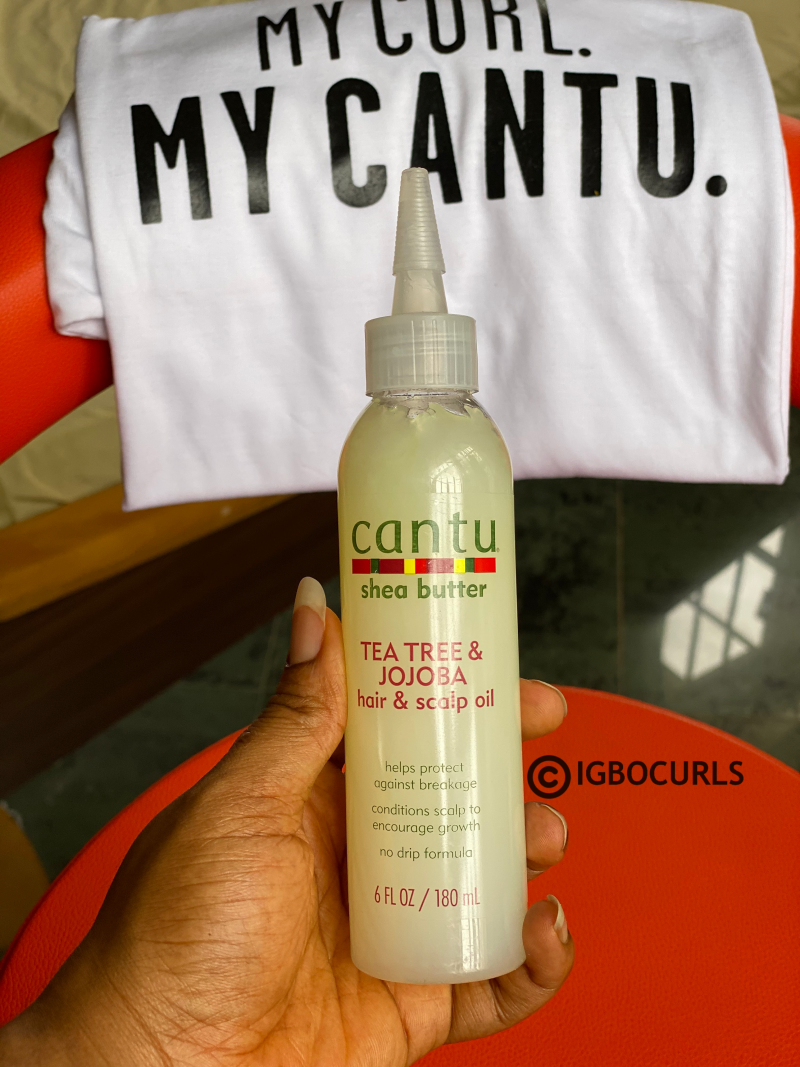 MY CURL.
MY CANTU.
cantu
shea butter
TEA TREE &
JOJOBA
hair & scalp oil
helps protect
against breakage
conditions scalp to
encourage growth
no drip formula
6 FL OZ / 180 mL
© IGBOCURLS